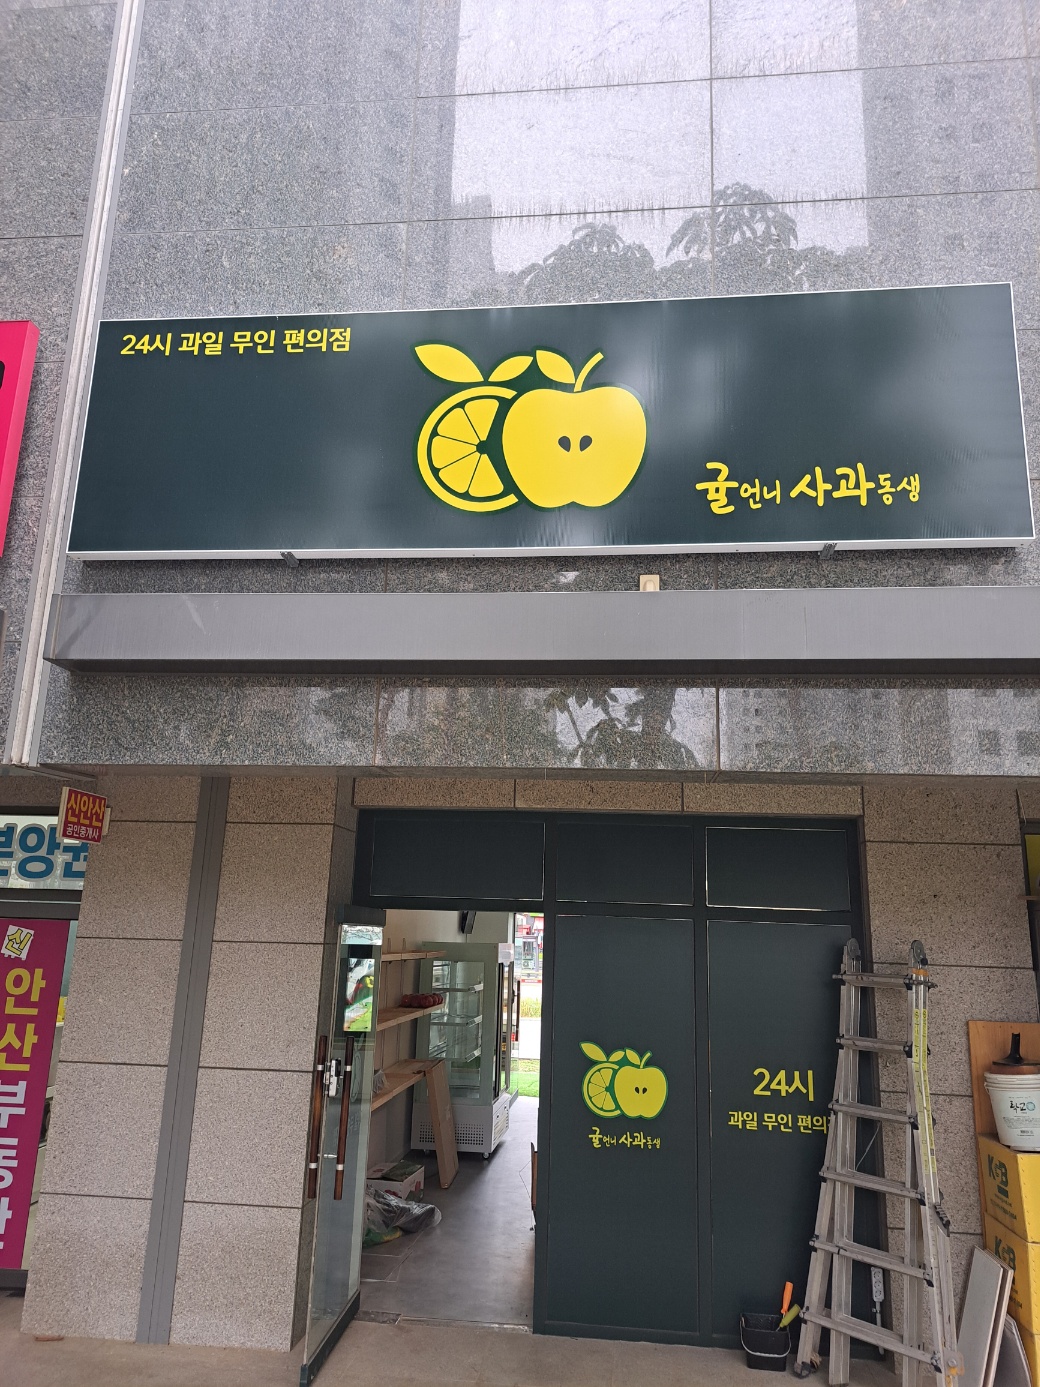 24시 과일 무인 편의점
귤언니 사과동생
신안산
공인중개사
분양권
신
안
산
부
동
산
귤언니 사과동생
24시
과일 무인 편의
K&B
K&B